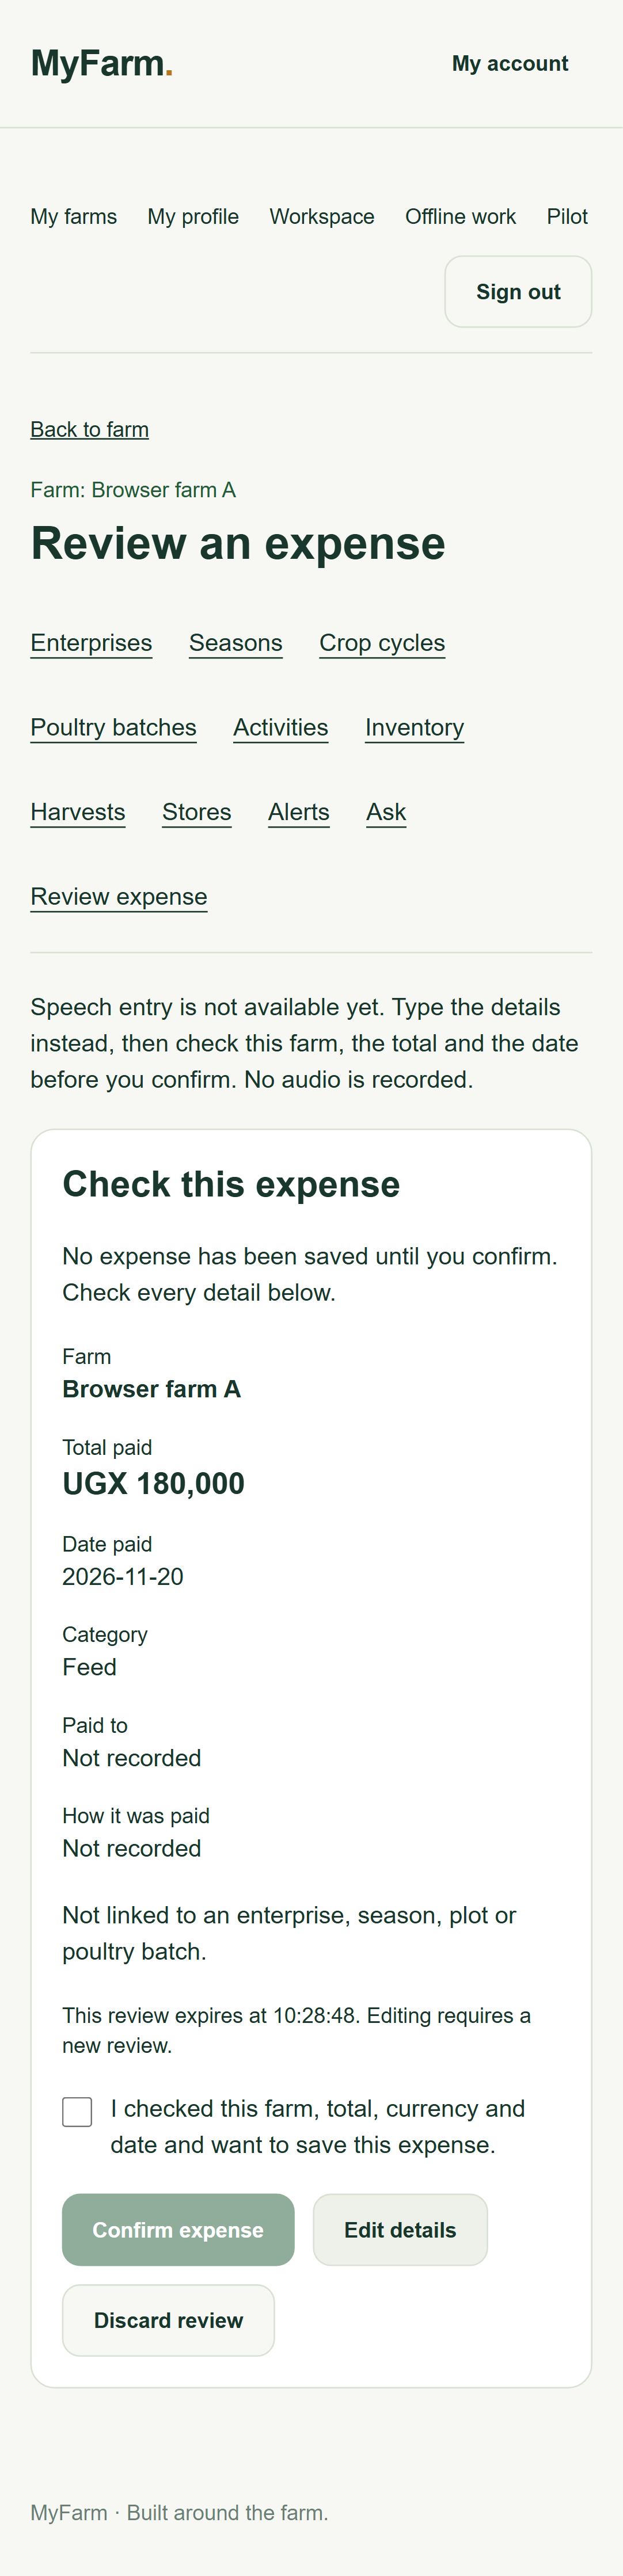 MyFarm.
My account
My farms My profile Workspace Offline work Pilot
Sign out
Back to farm
Farm: Browser farm A
Review an expense
Enterprises Seasons Crop cycles
Poultry batches Activities Inventory
Harvests Stores Alerts Ask
Review expense
Speech entry is not available yet. Type the details
instead, then check this farm, the total and the date
before you confirm. No audio is recorded.
Check this expense
No expense has been saved until you confirm.
Check every detail below.
Farm
Browser farm A
Total paid
UGX 180,000
Date paid
2026-11-20
Category
Feed
Paid to
Not recorded
How it was paid
Not recorded
Not linked to an enterprise, season, plot or
poultry batch.
This review expires at 10:28:48. Editing requires a
new review.
I checked this farm, total, currency and
date and want to save this expense.
Confirm expense
Edit details
Discard review
MyFarm · Built around the farm.